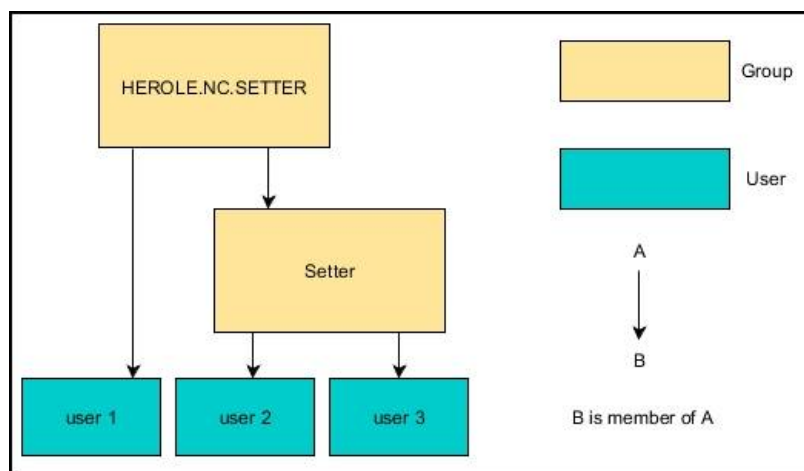 HEROLE.NC.SETTER
Group
User
Setter
A
B
user 1
user 2
user 3
B is member of A